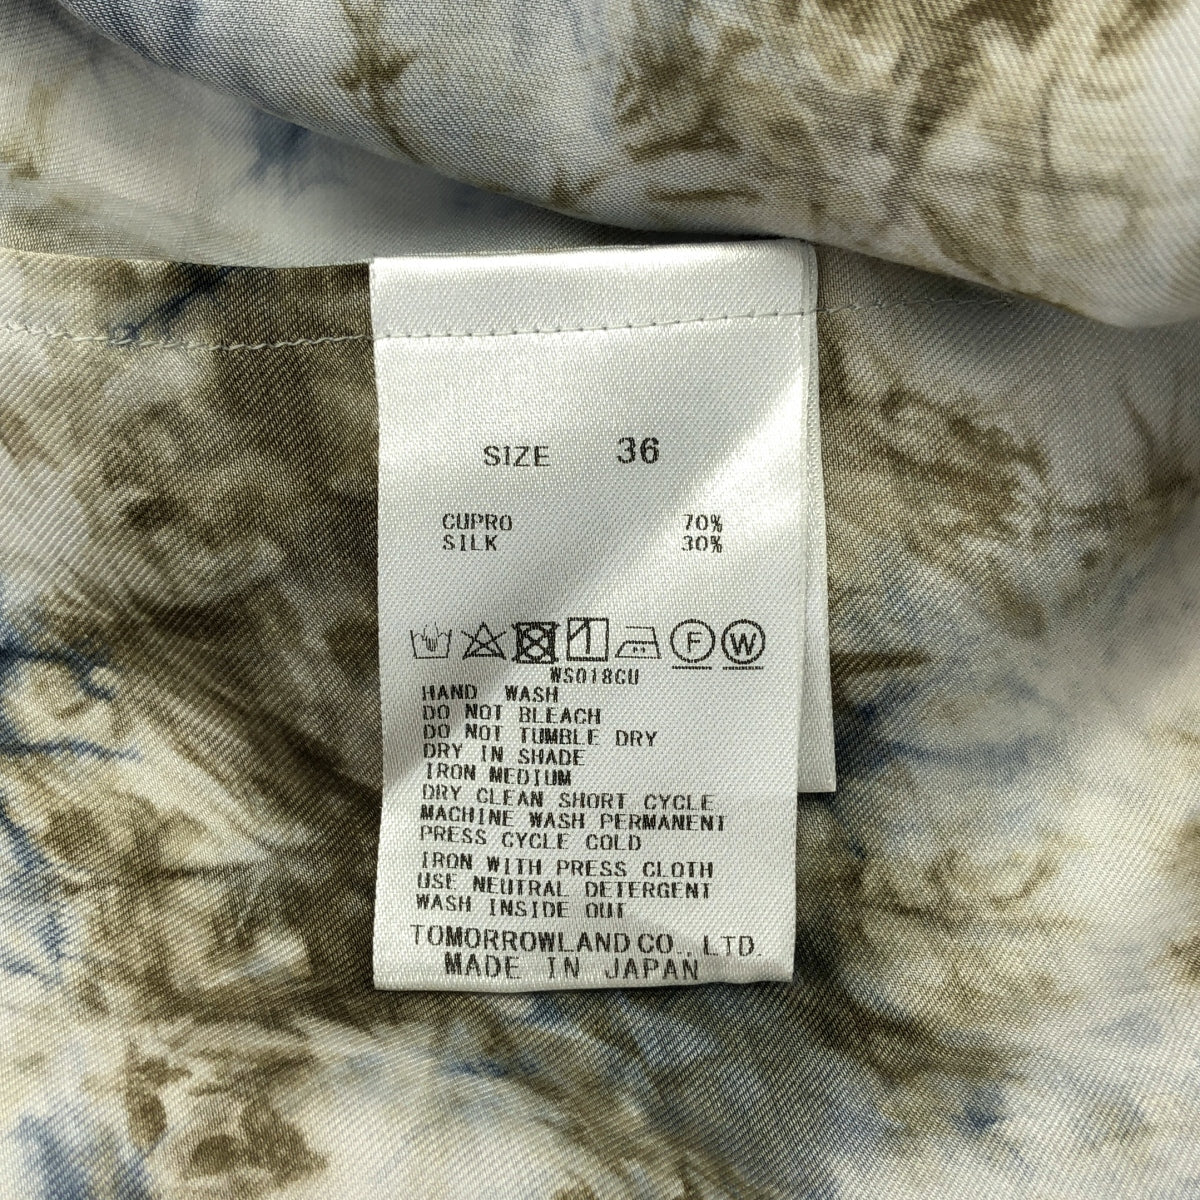 SIZE 36
CUPRO 70%
SILK 30%
F W
WS018CU
HAND WASH
DO NOT BLEACH
DO NOT TUMBLE DRY
DRY IN SHADE
IRON MEDIUM
DRY CLEAN SHORT CYCLE
MACHINE WASH PERMANENT
PRESS CYCLE COLD
IRON WITH PRESS CLOTH
USE NEUTRAL DETERGENT
WASH INSIDE OUT
TOMORROWLAND CO., LTD.
MADE IN JAPAN